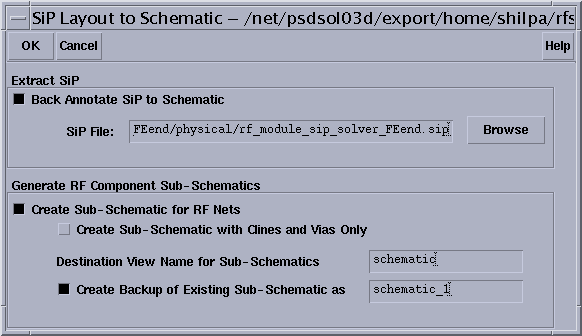 SiP Layout to Schematic – /net/psdsol03d/export/home/shilpa/rfs
OK Cancel Help
Extract SiP
Back Annotate SiP to Schematic
SiP File: FEend/physical/rf_module_sip_solver_FEend.sip Browse
Generate RF Component Sub-Schematics
Create Sub-Schematic for RF Nets
Create Sub-Schematic with Clines and Vias Only
Destination View Name for Sub-Schematics schematic
Create Backup of Existing Sub-Schematic as schematic_1